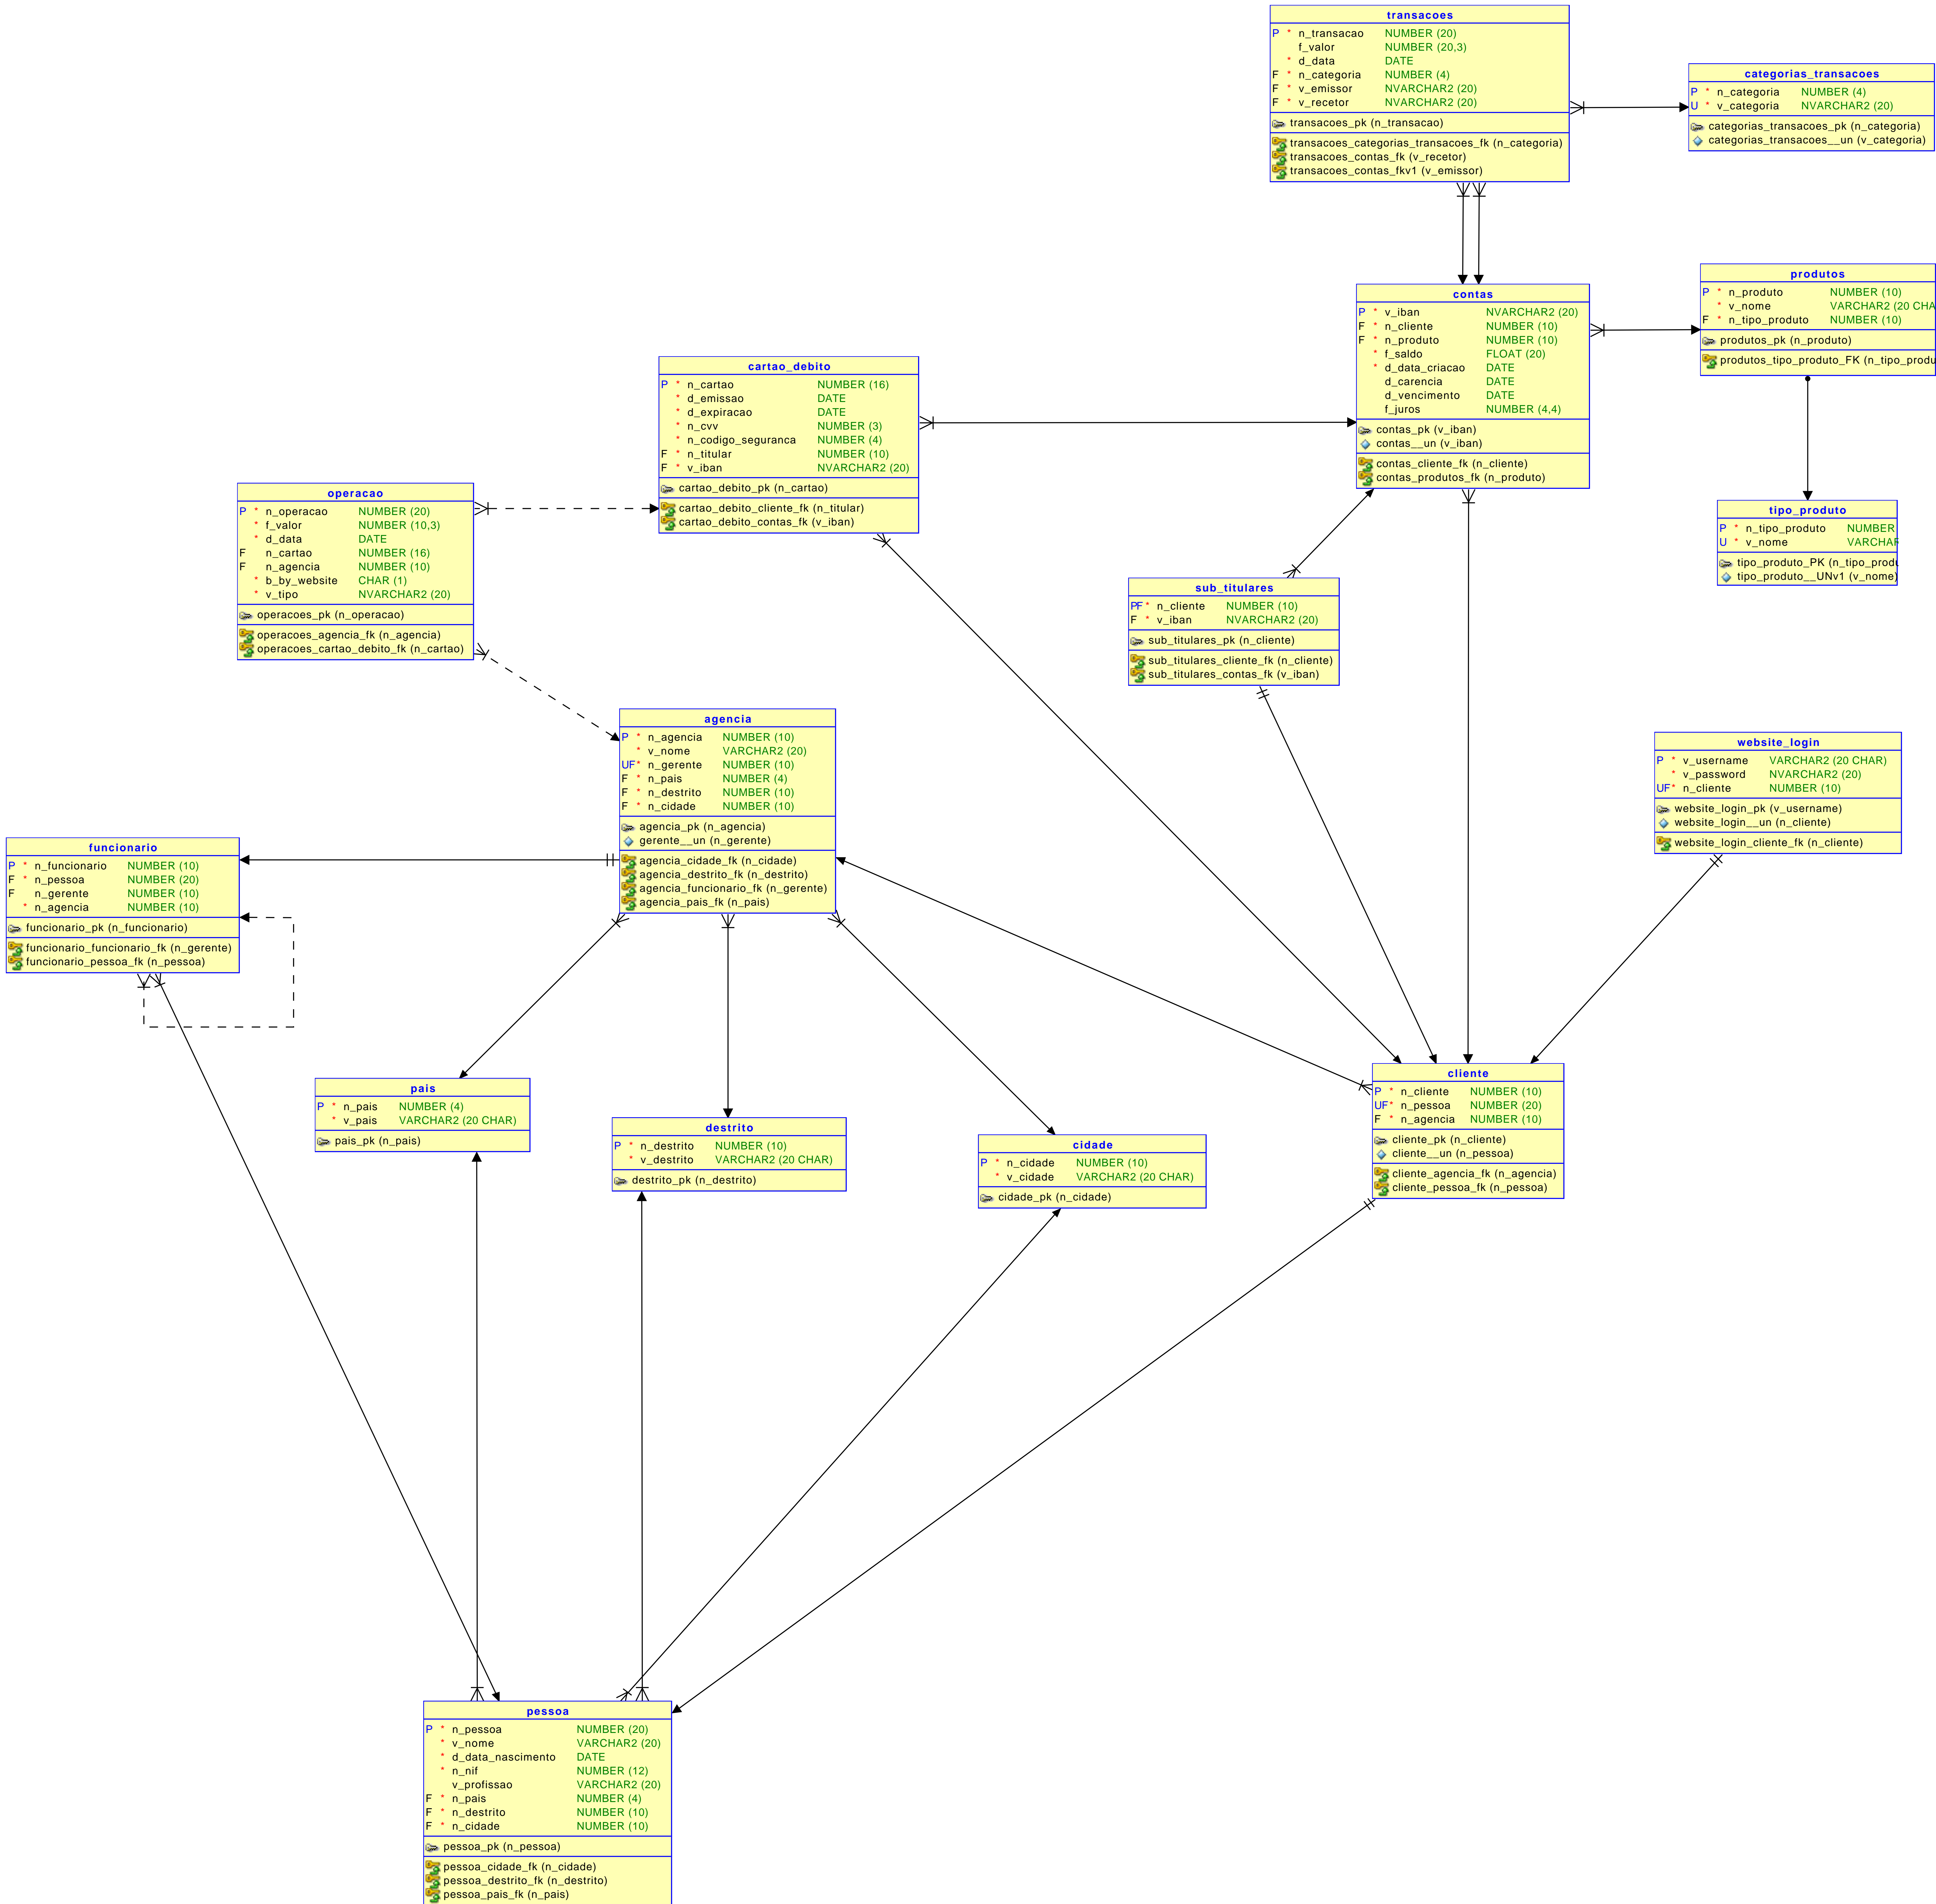 transacoes
P * n_transacao NUMBER (20)
f_valor NUMBER (20,3)
* d_data DATE
F * n_categoria NUMBER (4)
F * v_emissor NVARCHAR2 (20)
F * v_recetor NVARCHAR2 (20)
transacoes_pk (n_transacao)
transacoes_categorias_transacoes_fk (n_categoria)
transacoes_contas_fk (v_recetor)
transacoes_contas_fkv1 (v_emissor)
categorias_transacoes
P * n_categoria NUMBER (4)
U * v_categoria NVARCHAR2 (20)
categorias_transacoes_pk (n_categoria)
categorias_transacoes__un (v_categoria)
produtos
P * n_produto NUMBER (10)
* v_nome VARCHAR2 (20 CHA
F * n_tipo_produto NUMBER (10)
produtos_pk (n_produto)
produtos_tipo_produto_FK (n_tipo_produ
contas
P * v_iban NVARCHAR2 (20)
F * n_cliente NUMBER (10)
F * n_produto NUMBER (10)
* f_saldo FLOAT (20)
* d_data_criacao DATE
d_carencia DATE
d_vencimento DATE
f_juros NUMBER (4,4)
contas_pk (v_iban)
contas__un (v_iban)
contas_cliente_fk (n_cliente)
contas_produtos_fk (n_produto)
cartao_debito
P * n_cartao NUMBER (16)
* d_emissao DATE
* d_expiracao DATE
* n_cvv NUMBER (3)
* n_codigo_seguranca NUMBER (4)
F * n_titular NUMBER (10)
F * v_iban NVARCHAR2 (20)
cartao_debito_pk (n_cartao)
cartao_debito_cliente_fk (n_titular)
cartao_debito_contas_fk (v_iban)
operacao
P * n_operacao NUMBER (20)
* f_valor NUMBER (10,3)
* d_data DATE
F n_cartao NUMBER (16)
F n_agencia NUMBER (10)
* b_by_website CHAR (1)
* v_tipo NVARCHAR2 (20)
operacoes_pk (n_operacao)
operacoes_agencia_fk (n_agencia)
operacoes_cartao_debito_fk (n_cartao)
tipo_produto
P * n_tipo_produto NUMBER
U * v_nome VARCHAR
tipo_produto_PK (n_tipo_produ
tipo_produto__UNv1 (v_nome)
sub_titulares
PF * n_cliente NUMBER (10)
F * v_iban NVARCHAR2 (20)
sub_titulares_pk (n_cliente)
sub_titulares_cliente_fk (n_cliente)
sub_titulares_contas_fk (v_iban)
agencia
P * n_agencia NUMBER (10)
* v_nome VARCHAR2 (20)
UF * n_gerente NUMBER (10)
F * n_pais NUMBER (4)
F * n_destrito NUMBER (10)
F * n_cidade NUMBER (10)
agencia_pk (n_agencia)
gerente__un (n_gerente)
agencia_cidade_fk (n_cidade)
agencia_destrito_fk (n_destrito)
agencia_funcionario_fk (n_gerente)
agencia_pais_fk (n_pais)
website_login
P * v_username VARCHAR2 (20 CHAR)
* v_password NVARCHAR2 (20)
UF * n_cliente NUMBER (10)
website_login_pk (v_username)
website_login__un (n_cliente)
website_login_cliente_fk (n_cliente)
funcionario
P * n_funcionario NUMBER (10)
F * n_pessoa NUMBER (20)
F n_gerente NUMBER (10)
* n_agencia NUMBER (10)
funcionario_pk (n_funcionario)
funcionario_funcionario_fk (n_gerente)
funcionario_pessoa_fk (n_pessoa)
pais
P * n_pais NUMBER (4)
* v_pais VARCHAR2 (20 CHAR)
pais_pk (n_pais)
destrito
P * n_destrito NUMBER (10)
* v_destrito VARCHAR2 (20 CHAR)
destrito_pk (n_destrito)
cidade
P * n_cidade NUMBER (10)
* v_cidade VARCHAR2 (20 CHAR)
cidade_pk (n_cidade)
cliente
P * n_cliente NUMBER (10)
UF * n_pessoa NUMBER (20)
F * n_agencia NUMBER (10)
cliente_pk (n_cliente)
cliente__un (n_pessoa)
cliente_agencia_fk (n_agencia)
cliente_pessoa_fk (n_pessoa)
pessoa
P * n_pessoa NUMBER (20)
* v_nome VARCHAR2 (20)
* d_data_nascimento DATE
* n_nif NUMBER (12)
v_profissao VARCHAR2 (20)
F * n_pais NUMBER (4)
F * n_destrito NUMBER (10)
F * n_cidade NUMBER (10)
pessoa_pk (n_pessoa)
pessoa_cidade_fk (n_cidade)
pessoa_destrito_fk (n_destrito)
pessoa_pais_fk (n_pais)